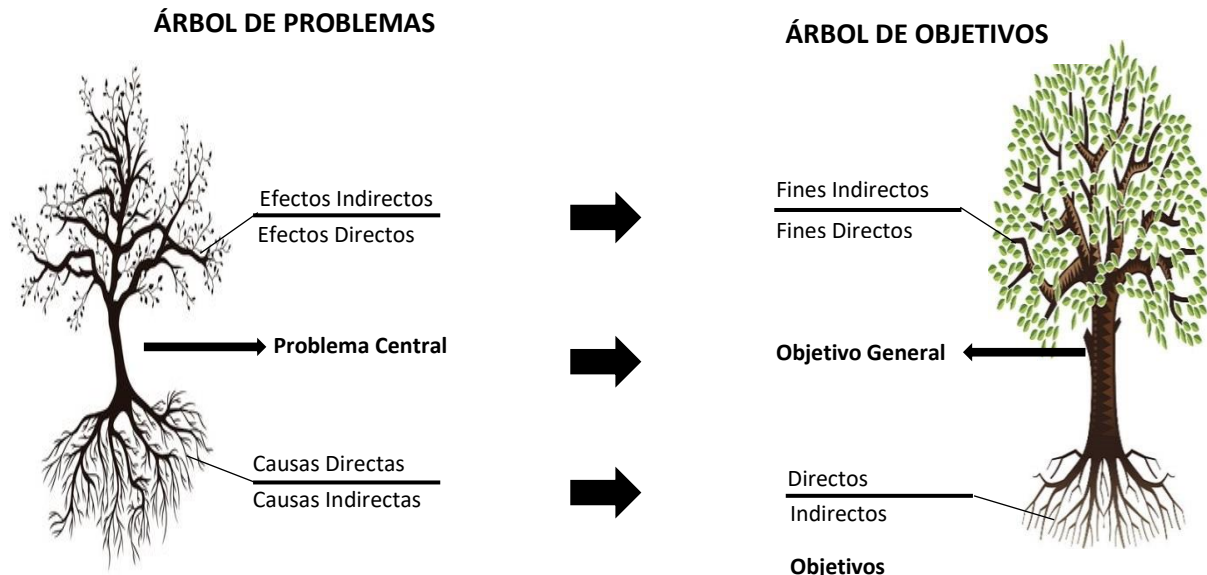 ÁRBOL DE PROBLEMAS
Efectos Indirectos
Efectos Directos
Problema Central
Causas Directas
Causas Indirectas
ÁRBOL DE OBJETIVOS
Fines Indirectos
Fines Directos
Objetivo General
Directos
Indirectos
Objetivos